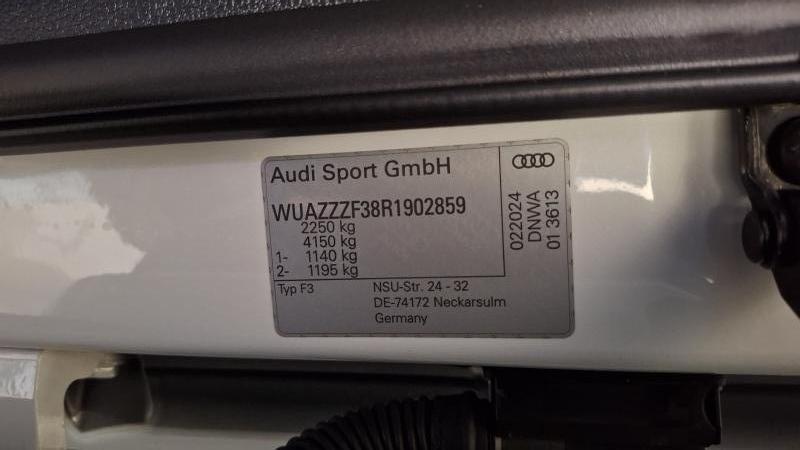 Audi Sport GmbH
WUAZZZF38R1902859
2250 kg
4150 kg
1- 1140 kg
2- 1195 kg
Typ F3
NSU-Str. 24 - 32
DE-74172 Neckarsulm
Germany
022024
DNWA
01 3613